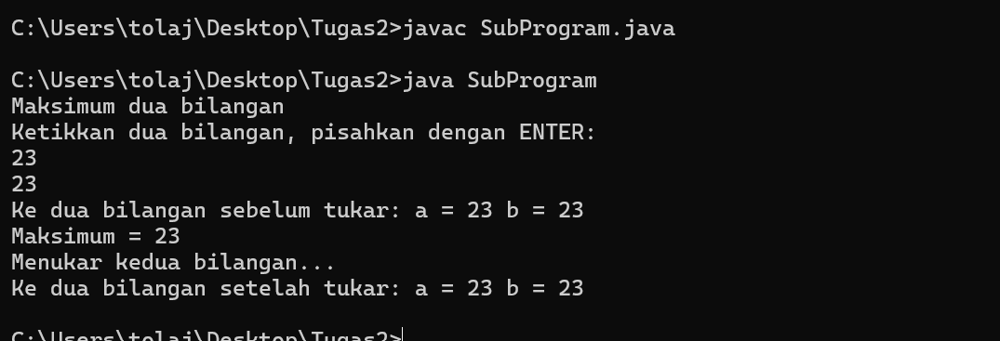 C:\Users\tolaj\Desktop\Tugas2>javac SubProgram.java
C:\Users\tolaj\Desktop\Tugas2>java SubProgram
Maksimum dua bilangan
Ketikkan dua bilangan, pisahkan dengan ENTER:
23
23
Ke dua bilangan sebelum tukar: a = 23 b = 23
Maksimum = 23
Menukar kedua bilangan...
Ke dua bilangan setelah tukar: a = 23 b = 23
C:\Users\tolaj\Desktop\Tugas2>